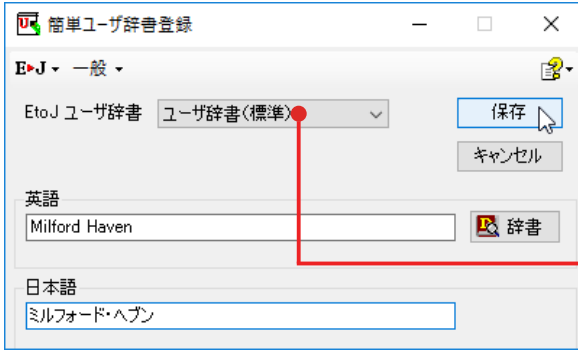 簡単ユーザ辞書登録
E▸J 一般
EtoJ ユーザ辞書 ユーザ辞書(標準) 保存
キャンセル
英語
Milford Haven 辞書
日本語
ミルフォード・ヘブン